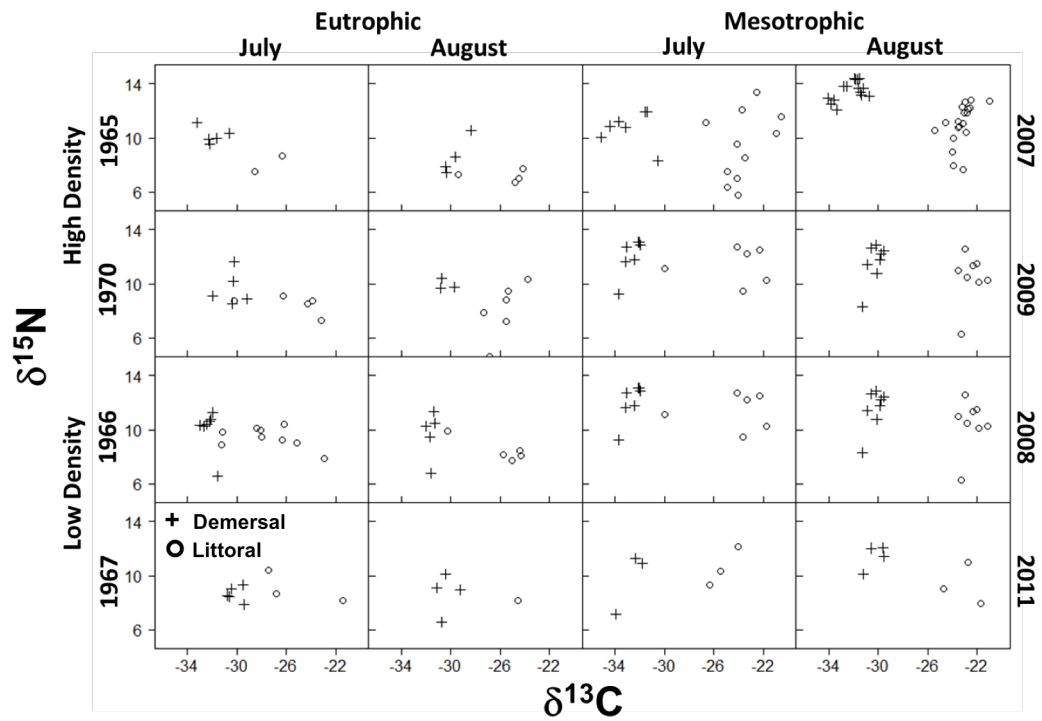 Eutrophic Mesotrophic
July August July August
High Density
Low Density
δ15N
1965
14
10
6
2007
1970
14
10
6
2009
1966
14
10
6
2008
1967
14
10
6
2011
+ Demersal
O Littoral
-34 -30 -26 -22 -34 -30 -26 -22 -34 -30 -26 -22 -34 -30 -26 -22
δ13C